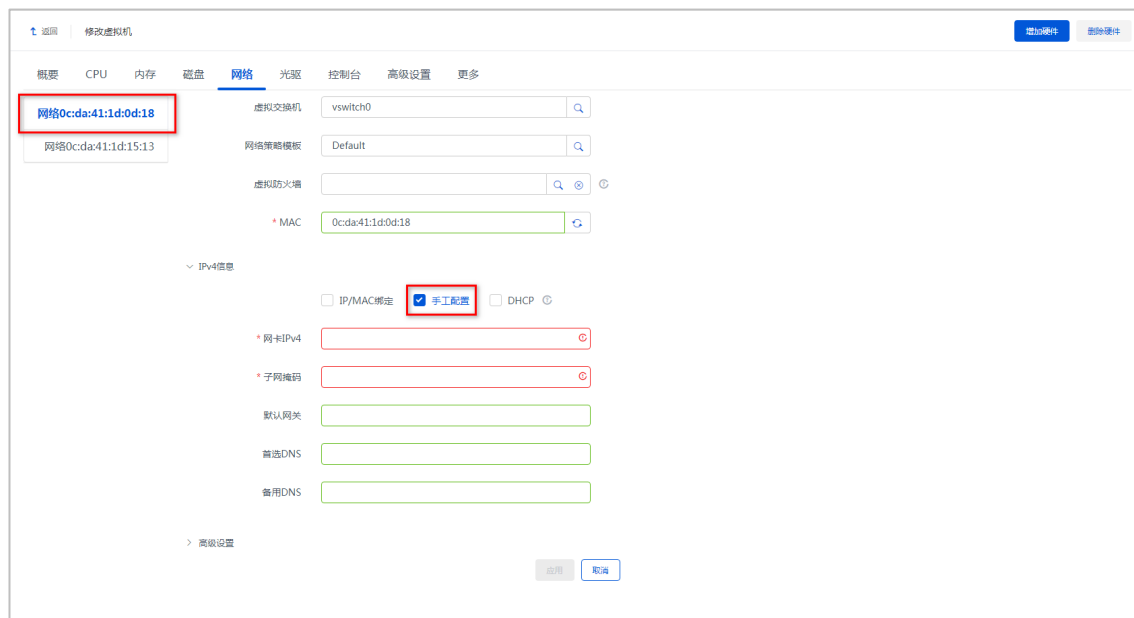 返回 修改虚拟机 增加硬件 删除硬件
概要 CPU 内存 磁盘 网络 光驱 控制台 高级设置 更多
网络0c:da:41:1d:0d:18
网络0c:da:41:1d:15:13
虚拟交换机 vswitch0
网络策略模板 Default
虚拟防火墙
* MAC 0c:da:41:1d:0d:18
IPv4信息
IP/MAC绑定 手工配置 DHCP
* 网卡IPv4
* 子网掩码
默认网关
首选DNS
备用DNS
高级设置
应用 取消